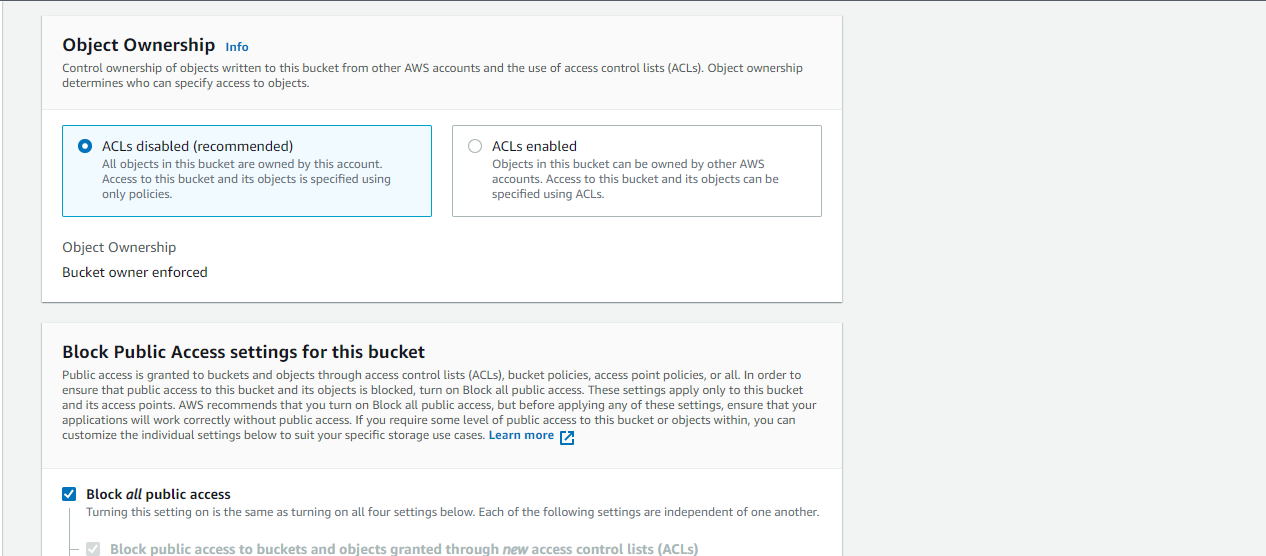 Object Ownership Info
Control ownership of objects written to this bucket from other AWS accounts and the use of access control lists (ACLs). Object ownership
determines who can specify access to objects.
ACLs disabled (recommended)
All objects in this bucket are owned by this account.
Access to this bucket and its objects is specified using
only policies.
ACLs enabled
Objects in this bucket can be owned by other AWS
accounts. Access to this bucket and its objects can be
specified using ACLs.
Object Ownership
Bucket owner enforced
Block Public Access settings for this bucket
Public access is granted to buckets and objects through access control lists (ACLs), bucket policies, access point policies, or all. In order to
ensure that public access to this bucket and its objects is blocked, turn on Block all public access. These settings apply only to this bucket
and its access points. AWS recommends that you turn on Block all public access, but before applying any of these settings, ensure that your
applications will work correctly without public access. If you require some level of public access to this bucket or objects within, you can
customize the individual settings below to suit your specific storage use cases. Learn more
Block all public access
Turning this setting on is the same as turning on all four settings below. Each of the following settings are independent of one another.
Block public access to buckets and objects granted through new access control lists (ACLs)